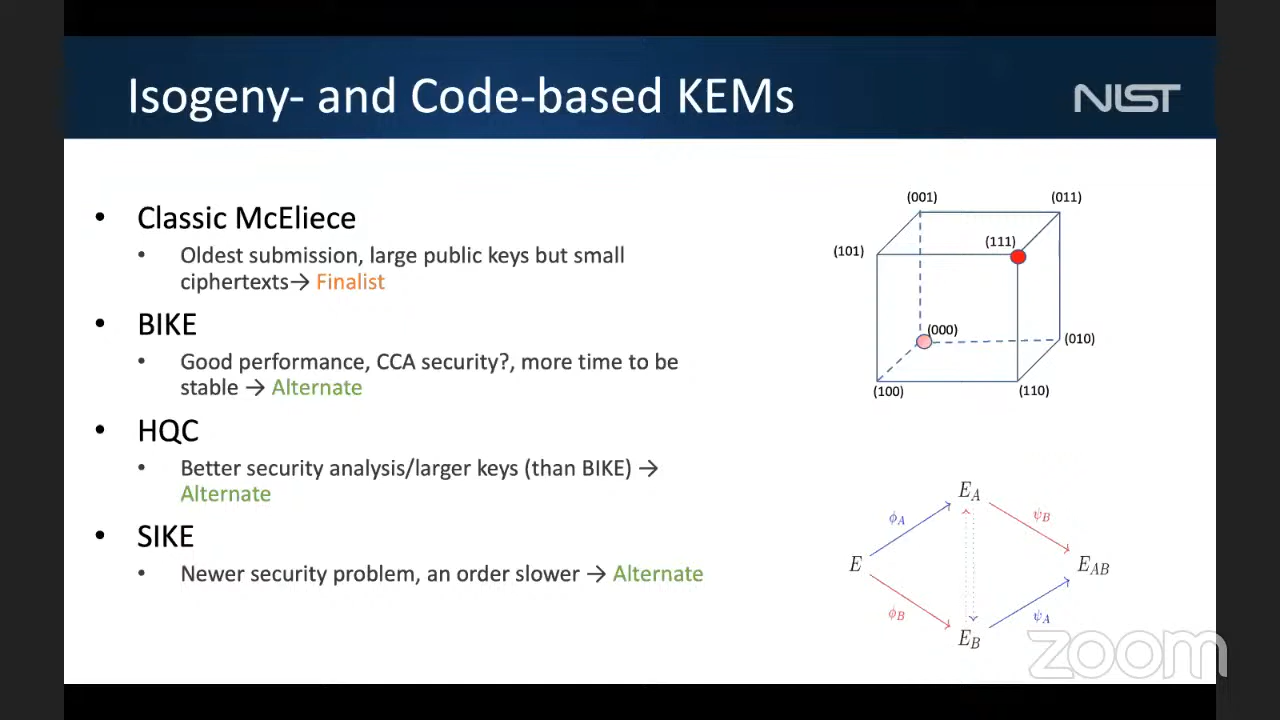 Isogeny- and Code-based KEMs
NIST
• Classic McEliece
• Oldest submission, large public keys but small
ciphertexts→ Finalist
• BIKE
• Good performance, CCA security?, more time to be
stable → Alternate
• HQC
• Better security analysis/larger keys (than BIKE) →
Alternate
• SIKE
• Newer security problem, an order slower → Alternate
(001)
(011)
(101)
(111)
(000)
(010)
(100)
(110)
E_A
ϕ_A
ψ_B
E
E_AB
ϕ_B
ψ_A
E_B
zoom